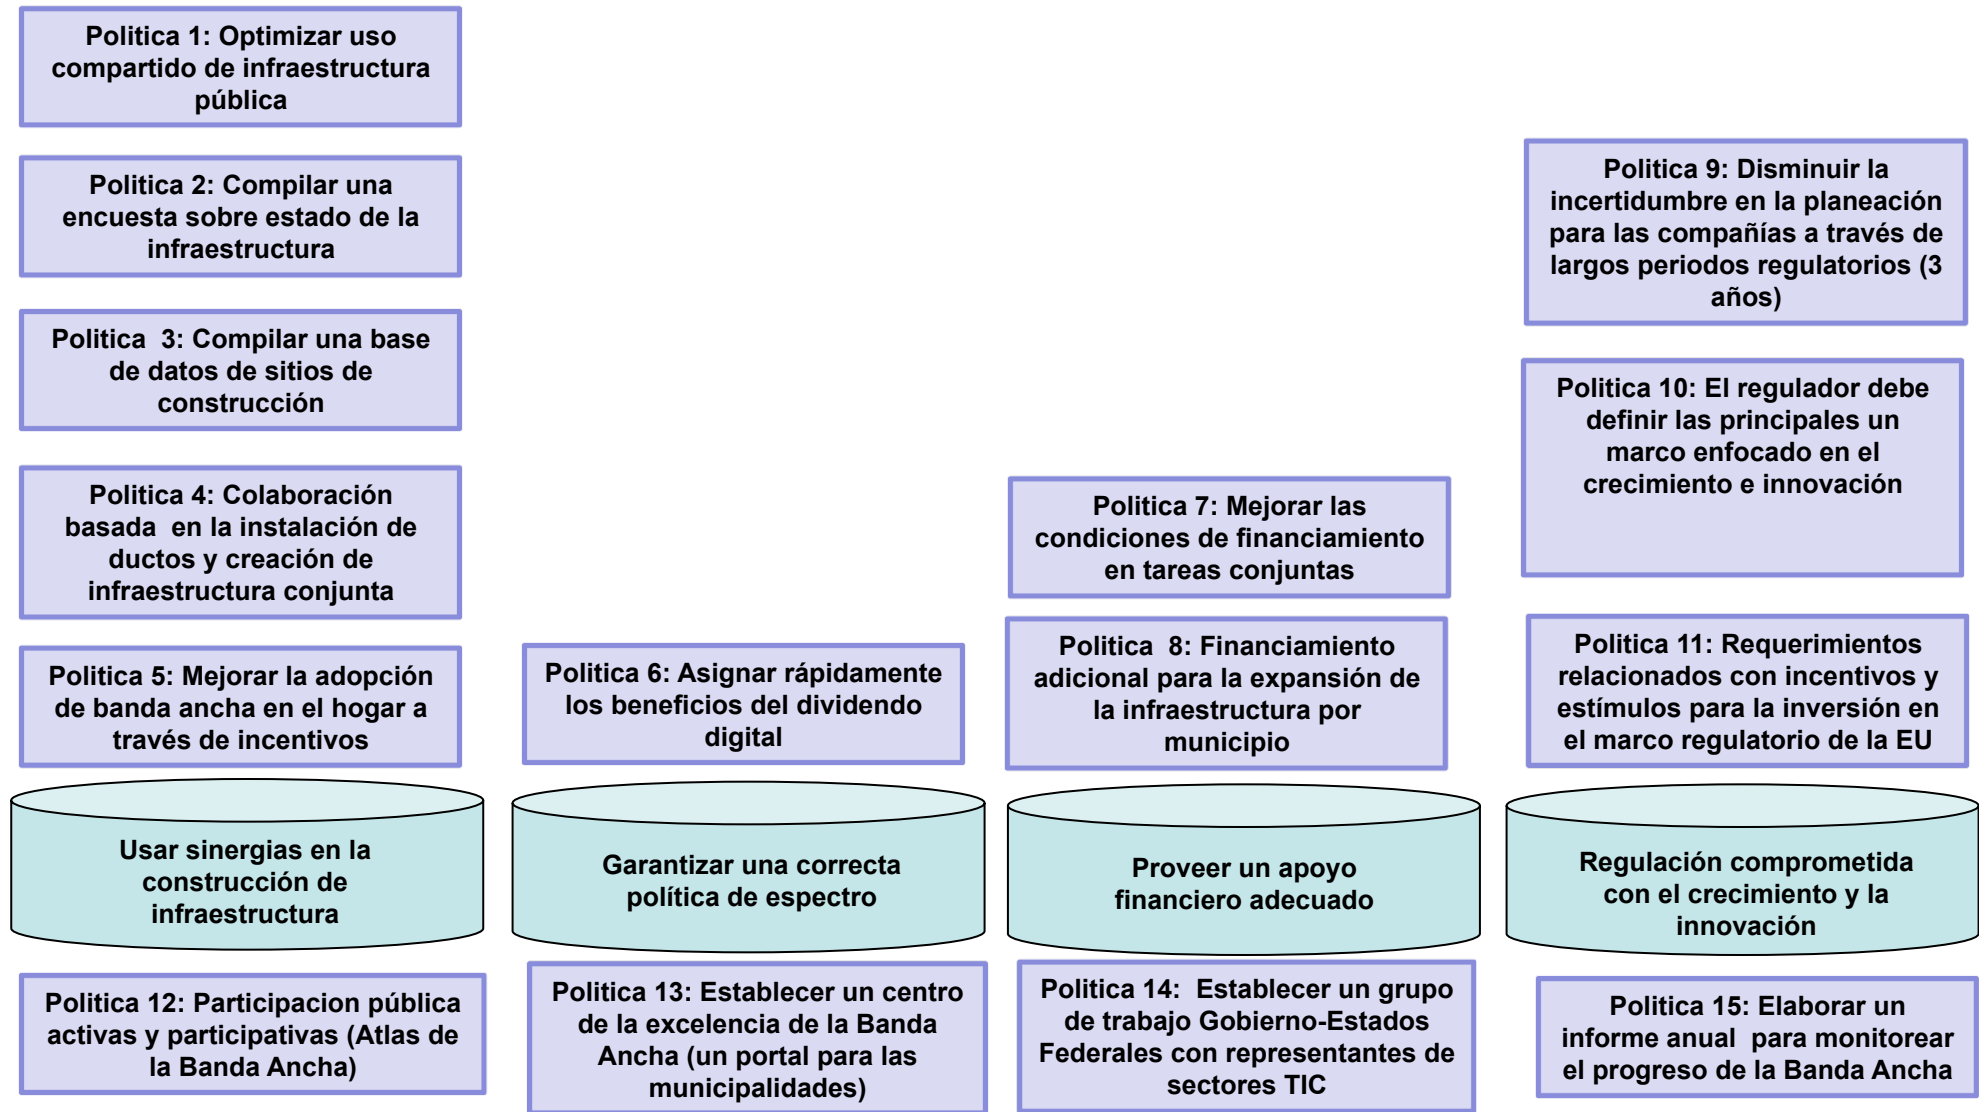 Politica 1: Optimizar uso
compartido de infraestructura
pública
Politica 2: Compilar una
encuesta sobre estado de la
infraestructura
Politica  3: Compilar una base
de datos de sitios de
construcción
Politica 4: Colaboración
basada  en la instalación de
ductos y creación de
infraestructura conjunta
Politica 5: Mejorar la adopción
de banda ancha en el hogar a
través de incentivos
Usar sinergias en la
construcción de
infraestructura
Politica 12: Participacion pública
activas y participativas (Atlas de
la Banda Ancha)
Politica 6: Asignar rápidamente
los beneficios del dividendo
digital
Garantizar una correcta
política de espectro
Politica 13: Establecer un centro
de la excelencia de la Banda
Ancha (un portal para las
municipalidades)
Politica 7: Mejorar las
condiciones de financiamiento
en tareas conjuntas
Politica  8: Financiamiento
adicional para la expansión de
la infraestructura por
municipio
Proveer un apoyo
financiero adecuado
Politica 14:  Establecer un grupo
de trabajo Gobierno-Estados
Federales con representantes de
sectores TIC
Politica 9: Disminuir la
incertidumbre en la planeación
para las compañías a través de
largos periodos regulatorios (3
años)
Politica 10: El regulador debe
definir las principales un
marco enfocado en el
crecimiento e innovación
Politica 11: Requerimientos
relacionados con incentivos y
estímulos para la inversión en
el marco regulatorio de la EU
Regulación comprometida
con el crecimiento y la
innovación
Politica 15: Elaborar un
informe anual  para monitorear
el progreso de la Banda Ancha